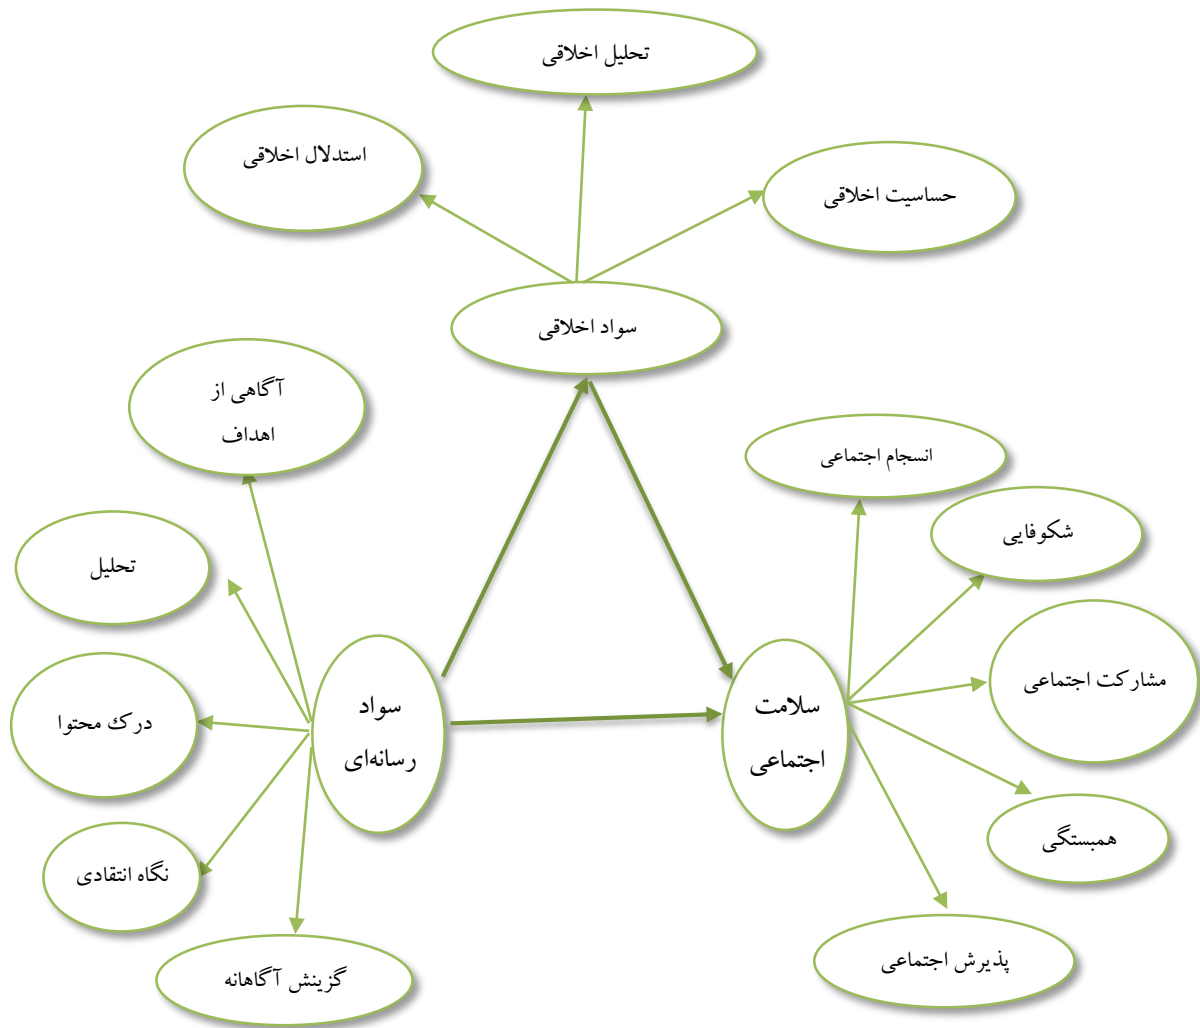 تحلیل اخلاقی
استدلال اخلاقی
حساسیت اخلاقی
سواد اخلاقی
آگاهی از
اهداف
انسجام اجتماعی
شکوفایی
تحلیل
مشارکت اجتماعی
سواد
رسانه‌ای
سلامت
اجتماعی
درک محتوا
همبستگی
نگاه انتقادی
پذیرش اجتماعی
گزینش آگاهانه